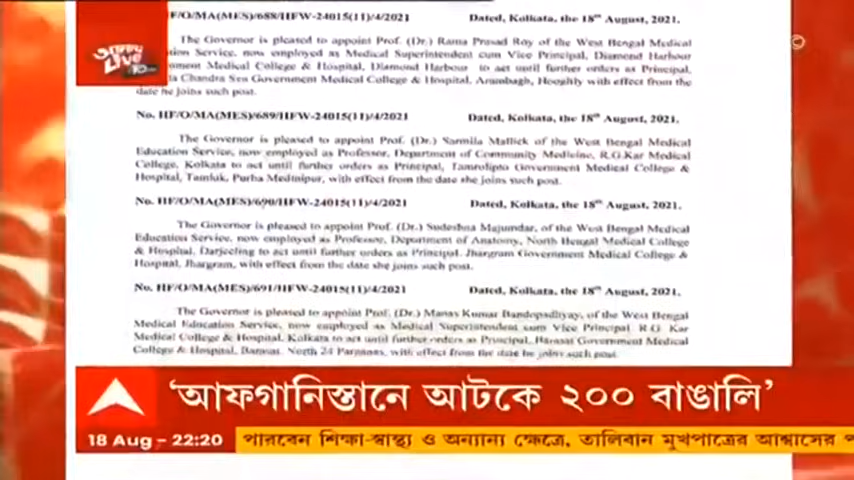 F/O/MA(MES)/688/HFW-24015(11)/4/2021 Dated, Kolkata, the 18th August, 2021.
The Governor is pleased to appoint Prof. (Dr.) Rama Prasad Roy of the West Bengal Medical
tion Service, now employed as Medical Superintendent cum Vice Principal, Diamond Harbour
nment Medical College & Hospital, Diamond Harbour to act until further orders as Principal,
ta Chandra Sen Government Medical College & Hospital, Arambagh, Hooghly with effect from the
date he joins such post.
No. HF/O/MA(MES)/689/HFW-24015(11)/4/2021 Dated, Kolkata, the 18th August, 2021.
The Governor is pleased to appoint Prof. (Dr.) Sarmila Mallick of the West Bengal Medical
Education Service, now employed as Professor, Department of Community Medicine, R.G.Kar Medical
College, Kolkata to act until further orders as Principal, Tamrolipto Government Medical College &
Hospital, Tamluk, Purba Medinipur, with effect from the date she joins such post.
No. HF/O/MA(MES)/690/HFW-24015(11)/4/2021 Dated, Kolkata, the 18th August, 2021.
The Governor is pleased to appoint Prof. (Dr.) Sudeshna Majumdar, of the West Bengal Medical
Education Service, now employed as Professor, Department of Anatomy, North Bengal Medical College
& Hospital, Darjeeling to act until further orders as Principal, Jhargram Government Medical College &
Hospital, Jhargram, with effect from the date she joins such post.
No. HF/O/MA(MES)/691/HFW-24015(11)/4/2021 Dated, Kolkata, the 18th August, 2021.
The Governor is pleased to appoint Prof. (Dr.) Manas Kumar Bandopadhyay, of the West Bengal
Medical Education Service, now employed as Medical Superintendent cum Vice Principal, R.G. Kar
Medical College & Hospital, Kolkata to act until further orders as Principal, Barasat Government Medical
College & Hospital, Barasat, North 24 Parganas, with effect from the date he joins such post.
‘আফগানিস্তানে আটকে ২০০ বাঙালি’
18 Aug - 22:20 পারবেন শিক্ষা-স্বাস্থ্য ও অন্যান্য ক্ষেত্রে, তালিবান মুখপাত্রের আশ্বাসের প